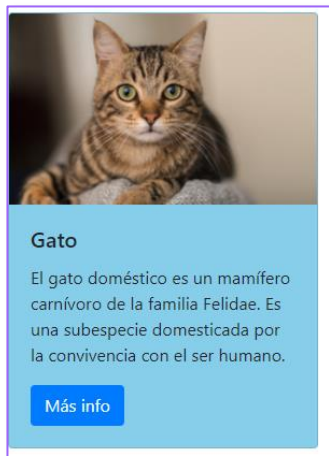 Gato
El gato doméstico es un mamífero
carnívoro de la familia Felidae. Es
una subespecie domesticada por
la convivencia con el ser humano.
Más info